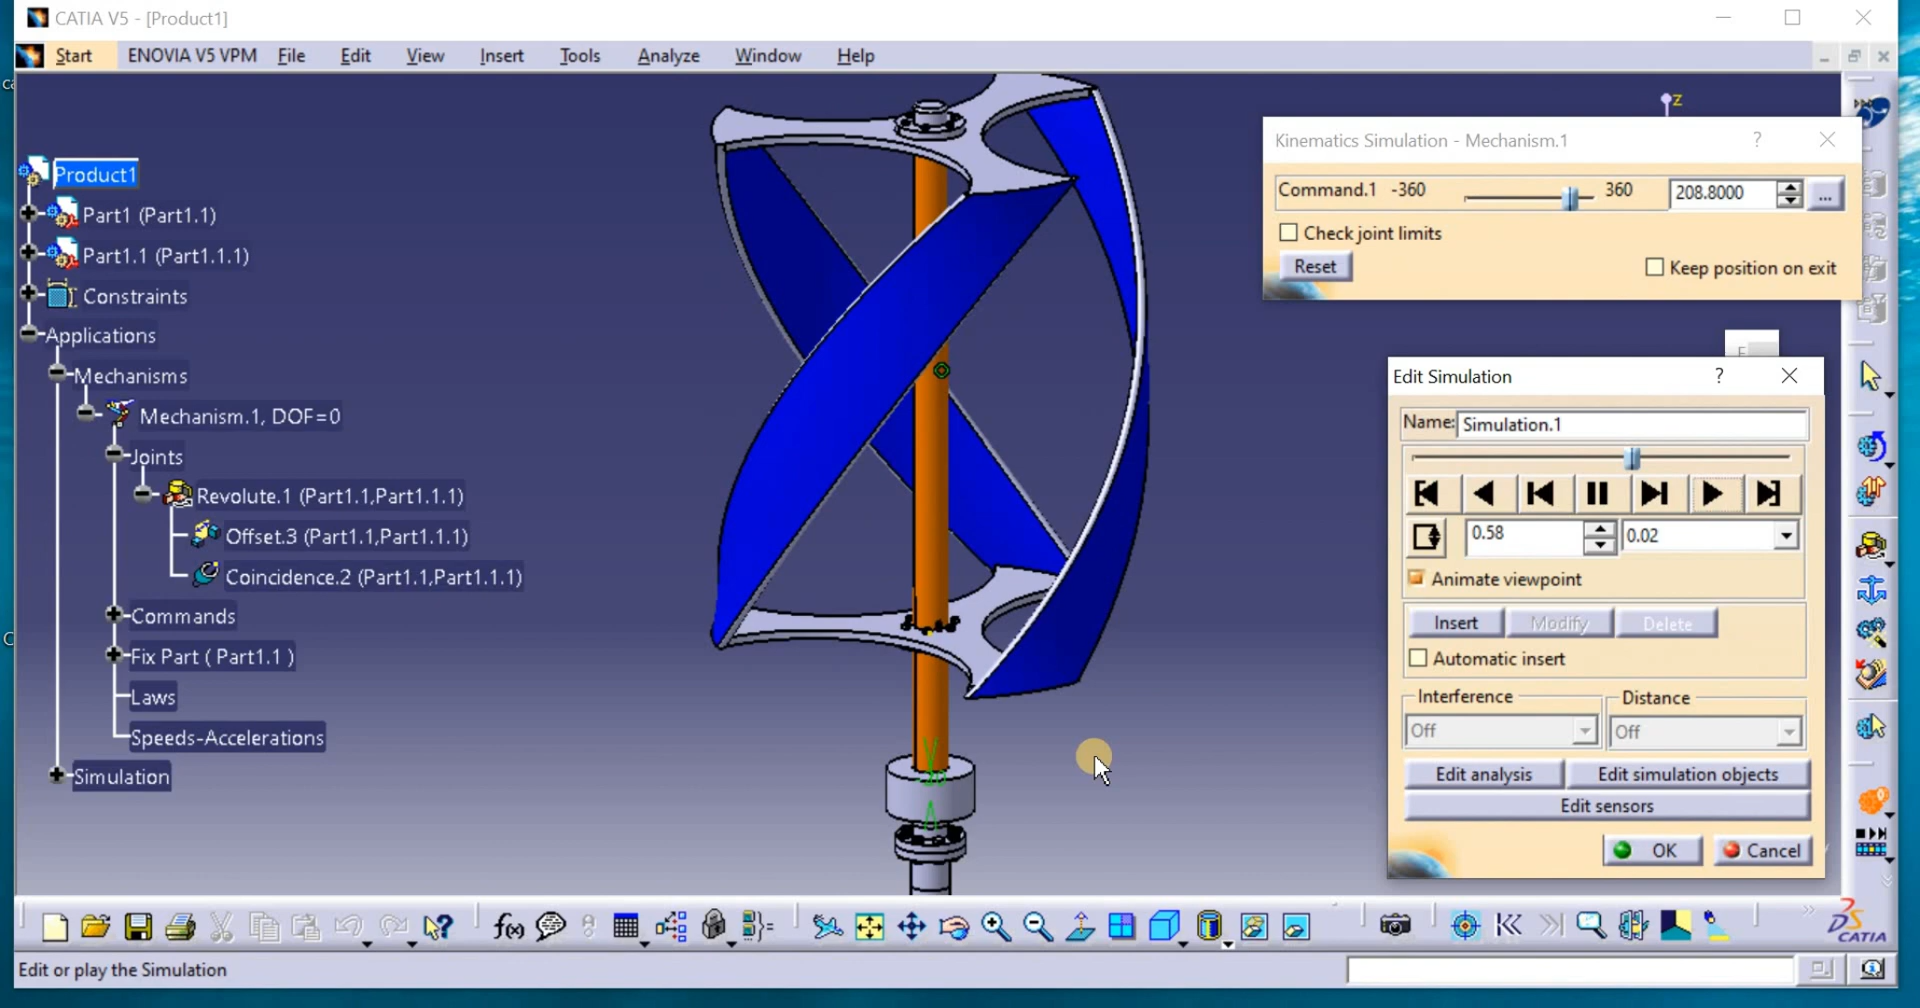 CATIA V5 - [Product1]
Start ENOVIA V5 VPM File Edit View Insert Tools Analyze Window Help
z
Product1
Part1 (Part1.1)
Part1.1 (Part1.1.1)
Constraints
Applications
Mechanisms
Mechanism.1, DOF=0
Joints
Revolute.1 (Part1.1,Part1.1.1)
Offset.3 (Part1.1,Part1.1.1)
Coincidence.2 (Part1.1,Part1.1.1)
Commands
Fix Part ( Part1.1 )
Laws
Speeds-Accelerations
Simulation
Kinematics Simulation - Mechanism.1 ?
Command.1 -360 360 208.8000 ...
Check joint limits
Reset Keep position on exit
Edit Simulation ?
Name: Simulation.1
0.58 0.02
Animate viewpoint
Insert Modify Delete
Automatic insert
Interference Distance
Off Off
Edit analysis Edit simulation objects
Edit sensors
OK Cancel
f(x)
CATIA
Edit or play the Simulation